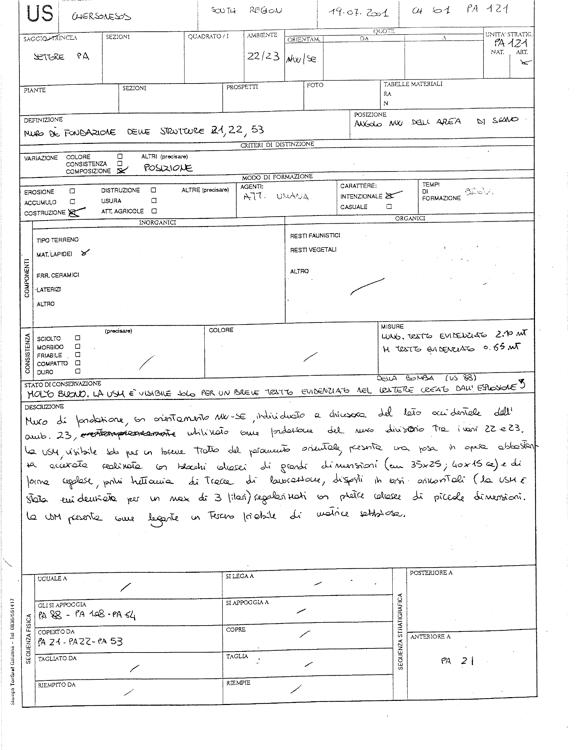 US CHERSONESOS SOUTH REGION 19.07.2001 CH 01 PA 121
SAGGIO/TRINCEA SEZIONI QUADRATO / I AMBIENTE ORIENTAM. QUOTE DA A UNITA' STRATIG.
SETTORE PA 22/23 NW/SE PA 121
NAT. ART.
PIANTE SEZIONI PROSPETTI FOTO TABELLE MATERIALI
RA
N
DEFINIZIONE POSIZIONE
MURO DI FONDAZIONE DELLE STRUTTURE 21, 22, 53 ANGOLO NW DELL'AREA DI SCAVO
CRITERI DI DISTINZIONE
VARIAZIONE COLORE ALTRI (precisare)
CONSISTENZA
COMPOSIZIONE POSIZIONE
MODO DI FORMAZIONE
EROSIONE DISTRUZIONE ALTRE (precisare) AGENTI: CARATTERE: TEMPI
ACCUMULO USURA ATT. UMANA INTENZIONALE DI
COSTRUZIONE ATT. AGRICOLE CASUALE FORMAZIONE
INORGANICI ORGANICI
COMPONENTI
TIPO TERRENO RESTI FAUNISTICI
MAT. LAPIDEI RESTI VEGETALI
FRR. CERAMICI ALTRO
LATERIZI
ALTRO
CONSISTENZA
(precisare) COLORE MISURE
SCIOLTO LUNG. TRATTO EVIDENZIATO 2.10 mt
MORBIDO H TRATTO EVIDENZIATO 0.65 mt
FRIABILE
COMPATTO
DURO
STATO DI CONSERVAZIONE DELLA BOMBA (US 88)
MOLTO BUONO. LA USM È VISIBILE SOLO PER UN BREVE TRATTO EVIDENZIATO NEL CRATERE CREATO DALL'ESPLOSIONE
DESCRIZIONE
Muro di fondazione, con orientamento NW-SE, individuato a chiusura del lato occidentale dell'
amb. 23, utilizzato come fondazione del muro divisorio tra i vani 22 e 23.
La USM, visibile solo per un breve tratto del paramento orientale, presenta una posa in opera abbastan-
za accurata realizzata con blocchi calcarei di grandi dimensioni (cm 35x25; 40x15 ca) e di
forma regolare, privi tuttavia di tracce di lavorazione, disposti in corsi orizzontali (la USM è
stata evidenziata per un max di 3 filari) regolarizzati con pietre calcaree di piccole dimensioni.
La USM presenta come legante un terreno friabile di matrice sabbiosa.
SEQUENZA FISICA
UGUALE A SI LEGA A
GLI SI APPOGGIA SI APPOGGIA A
PA 88 - PA 108 - PA 54
COPERTO DA COPRE
PA 21 - PA 22 - PA 53
TAGLIATO DA TAGLIA
RIEMPITO DA RIEMPIE
SEQUENZA STRATIGRAFICA
POSTERIORE A
ANTERIORE A
PA 21